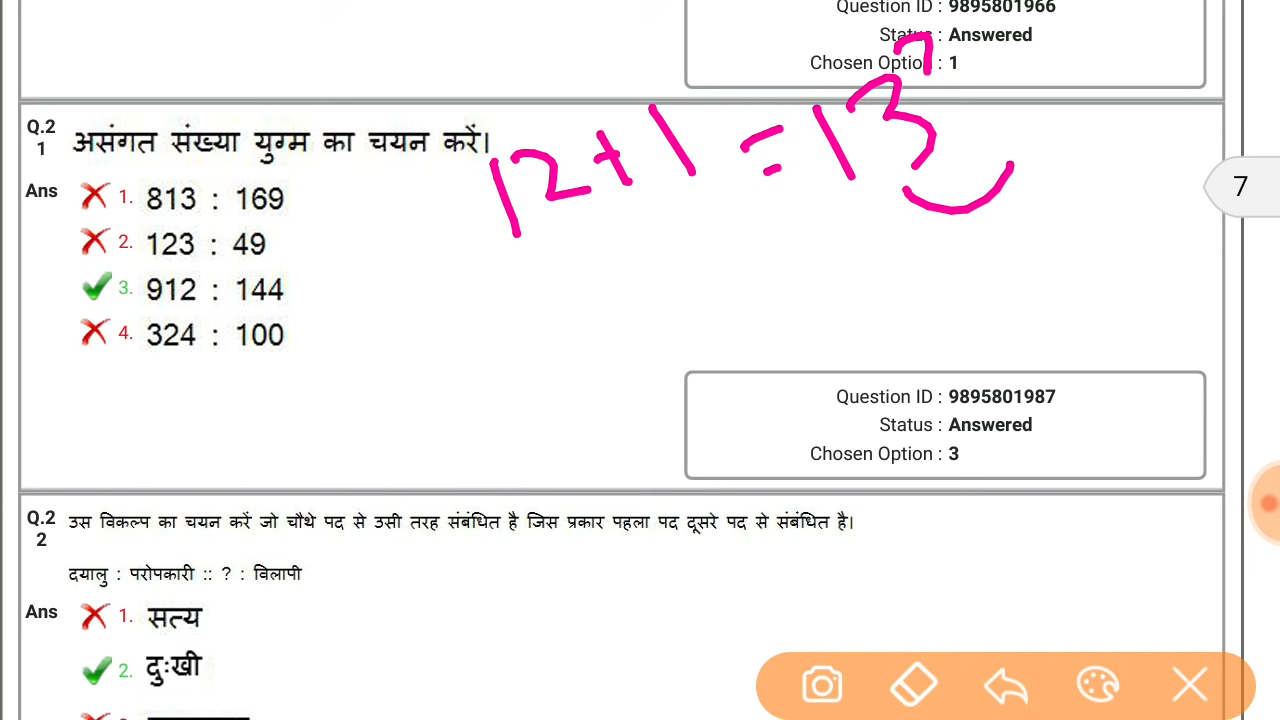 Question ID : 9895801966
Status : Answered
Chosen Option : 1
Q.2
1
असंगत संख्या युग्म का चयन करें।
12+1=13²
Ans
1. 813 : 169
2. 123 : 49
3. 912 : 144
4. 324 : 100
7
Question ID : 9895801987
Status : Answered
Chosen Option : 3
Q.2
2
उस विकल्प का चयन करें जो चौथे पद से उसी तरह संबंधित है जिस प्रकार पहला पद दूसरे पद से संबंधित है।
दयालु : परोपकारी :: ? : विलापी
Ans
1. सत्य
2. दुःखी